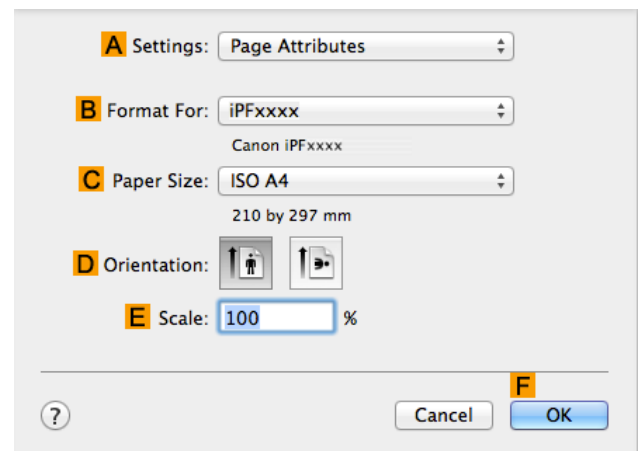 A Settings: Page Attributes
B Format For: iPFxxxx
Canon iPFxxxx
C Paper Size: ISO A4
210 by 297 mm
D Orientation:
E Scale: 100 %
F
? Cancel OK